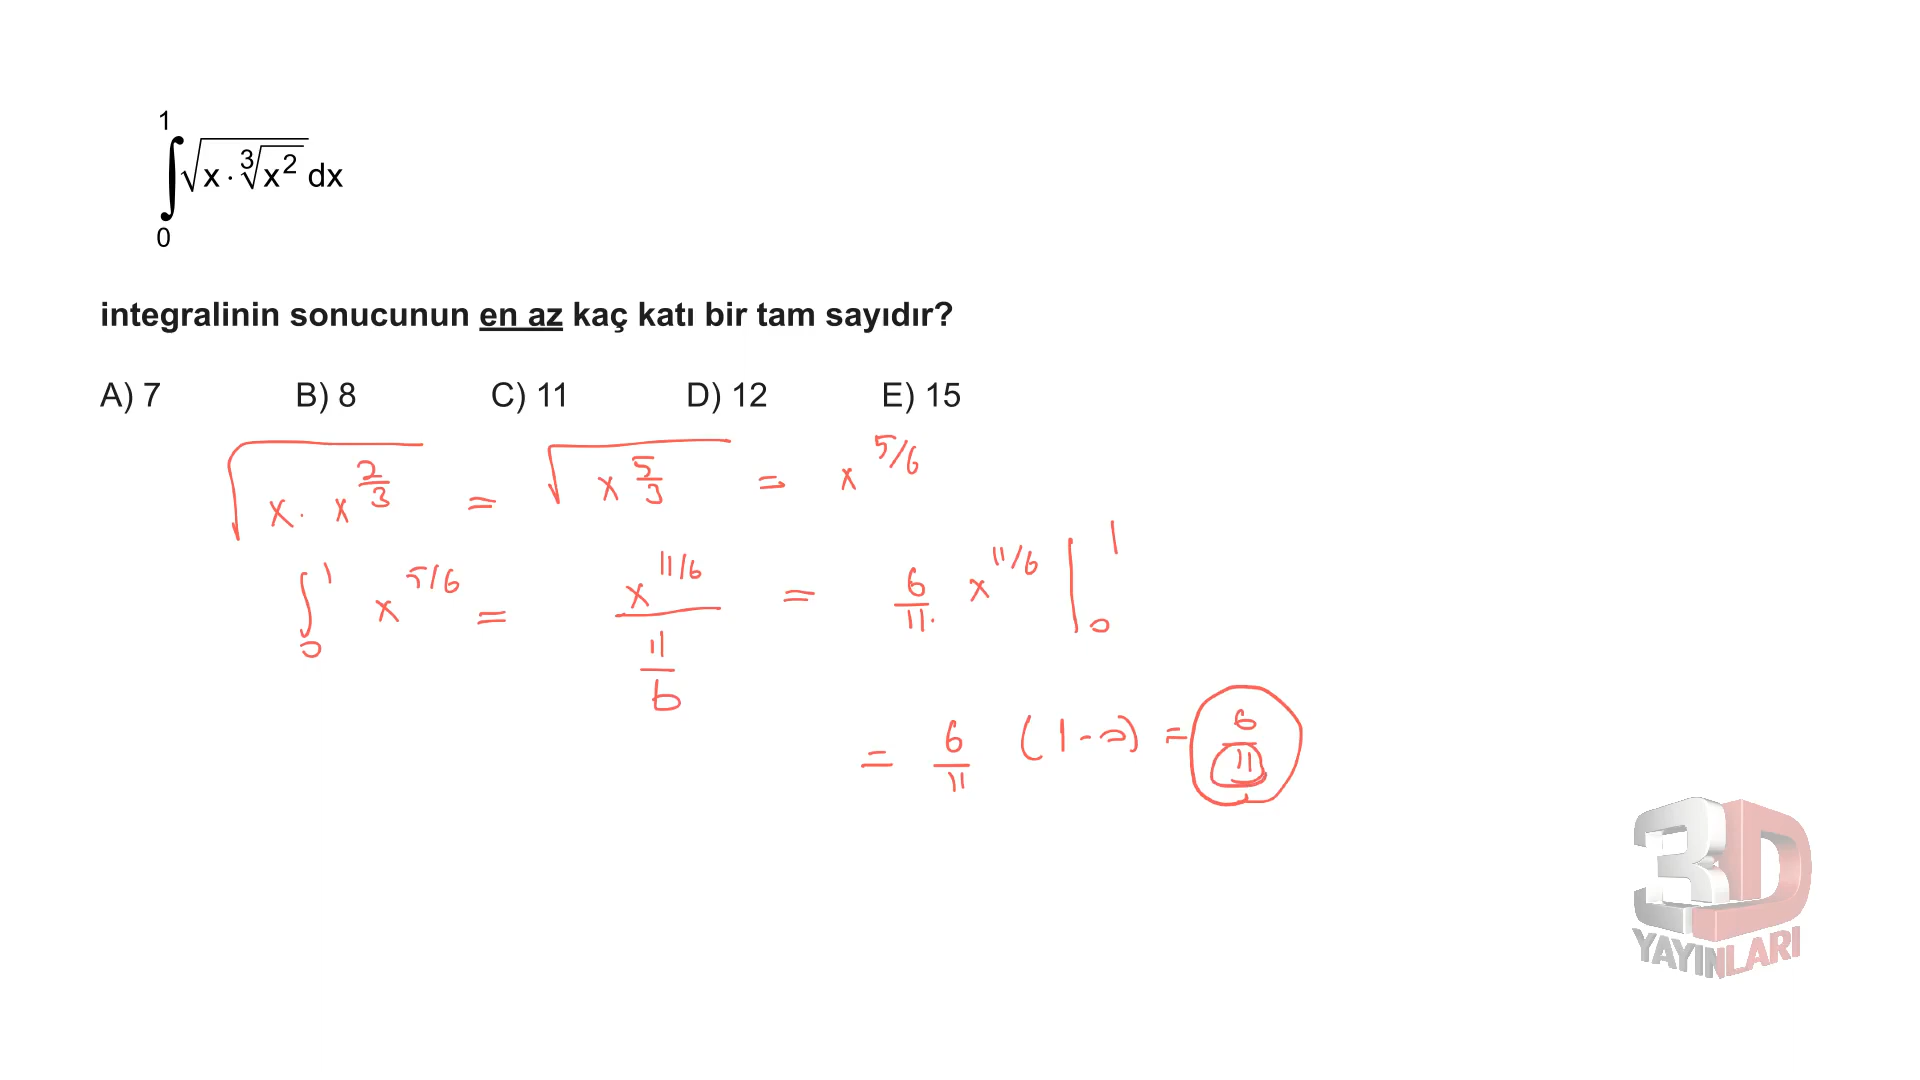 ∫₀¹ √(x · ∛(x²)) dx
integralinin sonucunun en az kaç katı bir tam sayıdır?
A) 7 B) 8 C) 11 D) 12 E) 15
√(x · x^(2/3)) = √(x^(5/3)) = x^(5/6)
∫₀¹ x^(5/6) = x^(11/6) / (11/6) = 6/11 · x^(11/6) |₀¹
= 6/11 (1 - 0) = 6/11
3D
YAYINLARI